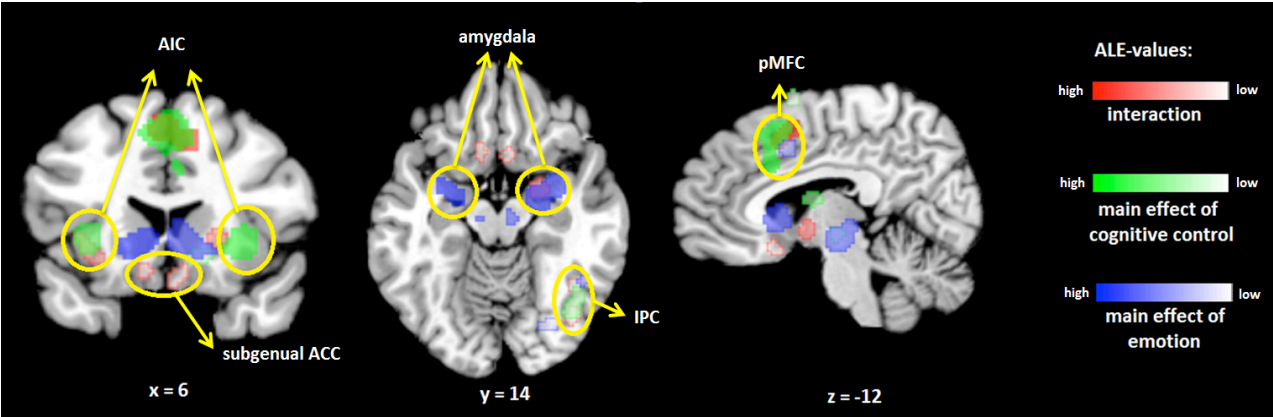 AIC
amygdala
pMFC
IPC
subgenual ACC
x = 6
y = 14
z = -12
ALE-values:
high low
interaction
high low
main effect of
cognitive control
high low
main effect of
emotion